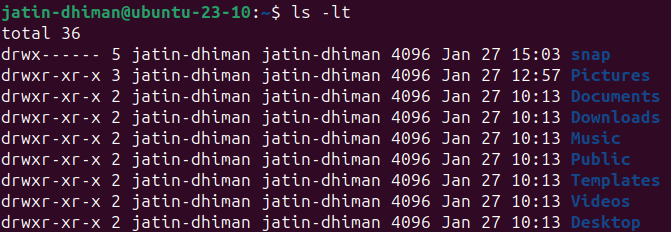 jatin-dhiman@ubuntu-23-10:~$ ls -lt
total 36
drwx------ 5 jatin-dhiman jatin-dhiman 4096 Jan 27 15:03 snap
drwxr-xr-x 3 jatin-dhiman jatin-dhiman 4096 Jan 27 12:57 Pictures
drwxr-xr-x 2 jatin-dhiman jatin-dhiman 4096 Jan 27 10:13 Documents
drwxr-xr-x 2 jatin-dhiman jatin-dhiman 4096 Jan 27 10:13 Downloads
drwxr-xr-x 2 jatin-dhiman jatin-dhiman 4096 Jan 27 10:13 Music
drwxr-xr-x 2 jatin-dhiman jatin-dhiman 4096 Jan 27 10:13 Public
drwxr-xr-x 2 jatin-dhiman jatin-dhiman 4096 Jan 27 10:13 Templates
drwxr-xr-x 2 jatin-dhiman jatin-dhiman 4096 Jan 27 10:13 Videos
drwxr-xr-x 2 jatin-dhiman jatin-dhiman 4096 Jan 27 10:13 Desktop